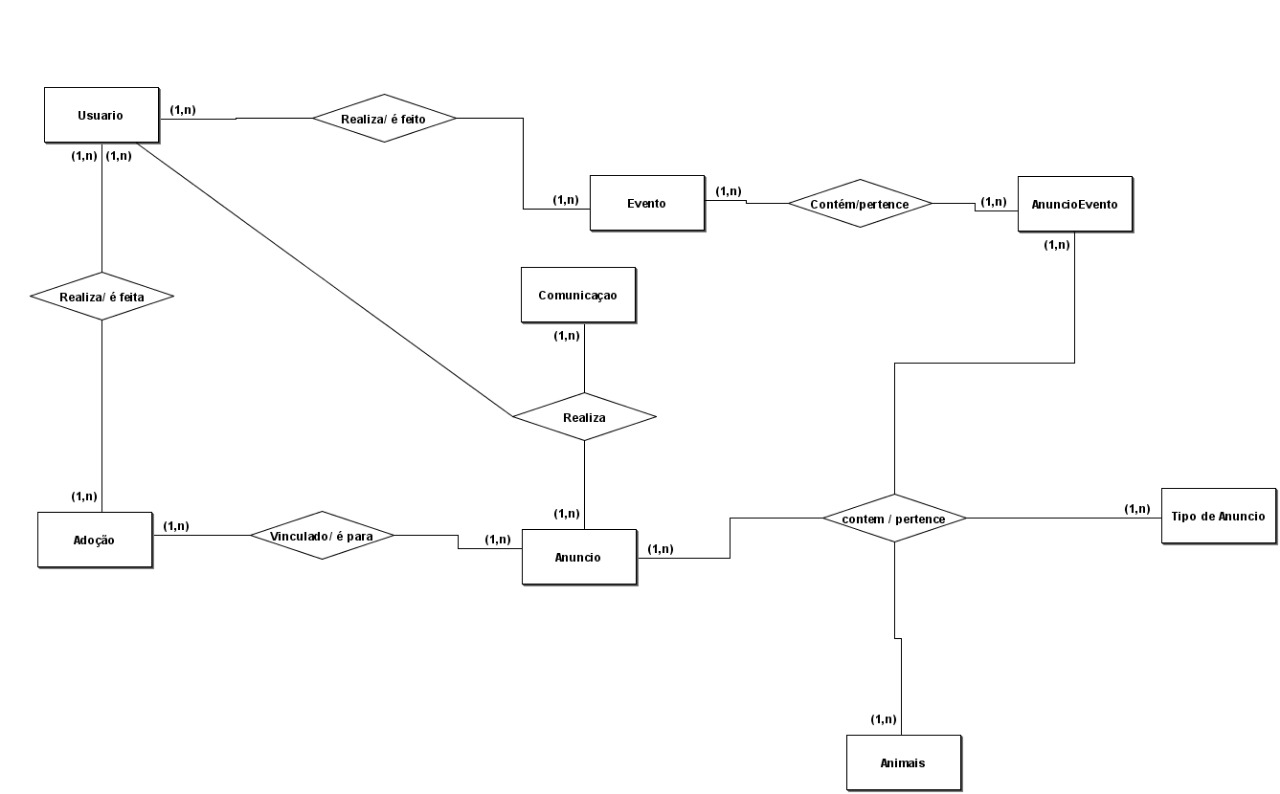 Usuario
(1,n)
Realiza/ é feito
(1,n) (1,n)
(1,n)
Evento
(1,n)
Contém/pertence
(1,n)
AnuncioEvento
(1,n)
Comunicaçao
(1,n)
Realiza/ é feita
Realiza
(1,n)
Adoção
(1,n)
Vinculado/ é para
(1,n)
(1,n)
Anuncio
(1,n)
contem / pertence
(1,n)
Tipo de Anuncio
(1,n)
Animais